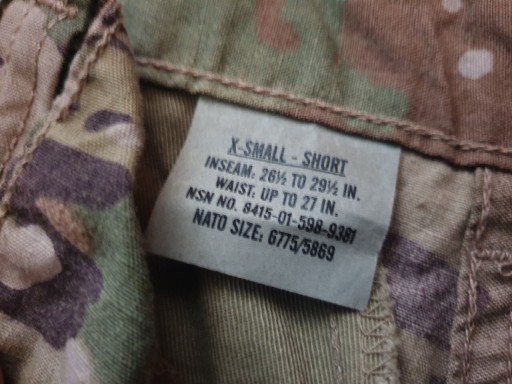 X-SMALL - SHORT
INSEAM: 26½ TO 29½ IN.
WAIST: UP TO 27 IN.
NSN NO. 8415-01-598-9381
NATO SIZE: 6775/5869